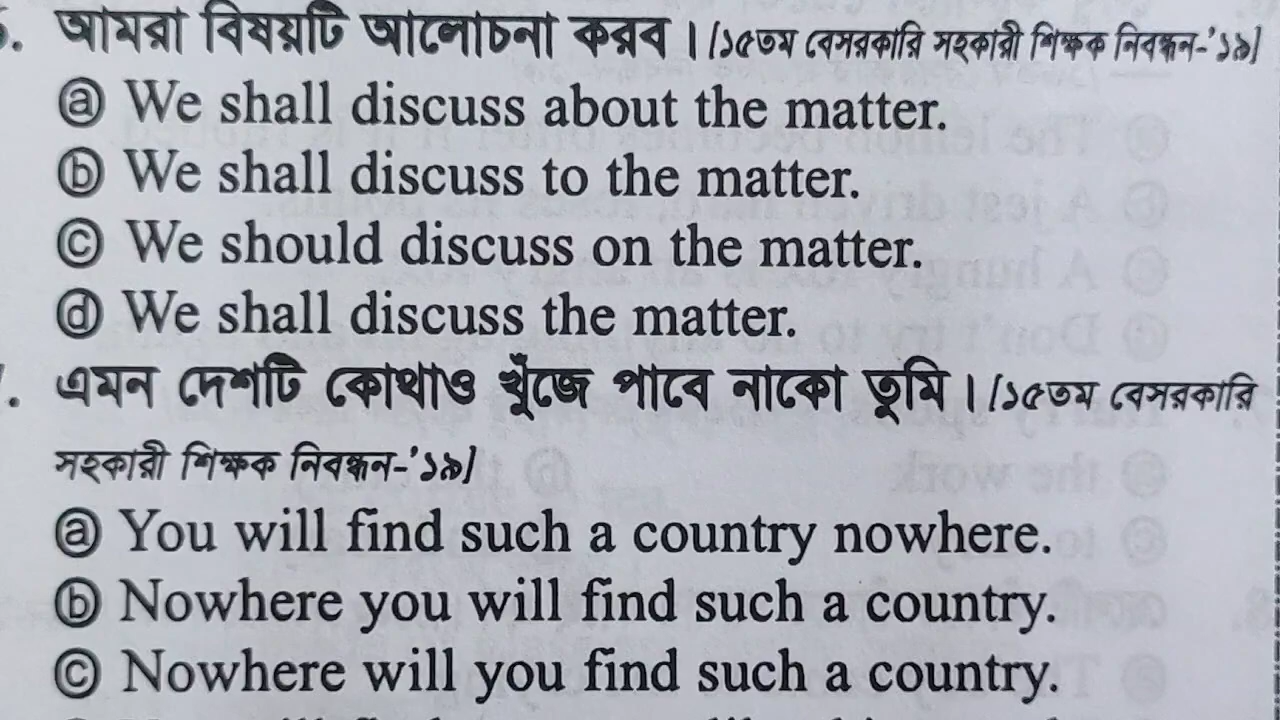 . আমরা বিষয়টি আলোচনা করব। [১৫তম বেসরকারি সহকারী শিক্ষক নিবন্ধন-'১৯]
ⓐ We shall discuss about the matter.
ⓑ We shall discuss to the matter.
ⓒ We should discuss on the matter.
ⓓ We shall discuss the matter.
. এমন দেশটি কোথাও খুঁজে পাবে নাকো তুমি। [১৫তম বেসরকারি
সহকারী শিক্ষক নিবন্ধন-'১৯]
ⓐ You will find such a country nowhere.
ⓑ Nowhere you will find such a country.
ⓒ Nowhere will you find such a country.